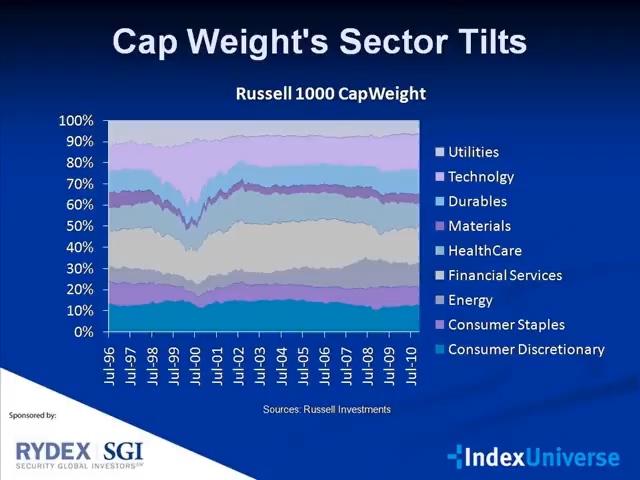 Cap Weight's Sector Tilts
Russell 1000 CapWeight
100%
90%
80%
70%
60%
50%
40%
30%
20%
10%
0%
Jul-96
Jul-97
Jul-98
Jul-99
Jul-00
Jul-01
Jul-02
Jul-03
Jul-04
Jul-05
Jul-06
Jul-07
Jul-08
Jul-09
Jul-10
Utilities
Technolgy
Durables
Materials
HealthCare
Financial Services
Energy
Consumer Staples
Consumer Discretionary
Sources: Russell Investments
Sponsored by:
RYDEX SGI
SECURITY GLOBAL INVESTORS℠
IndexUniverse